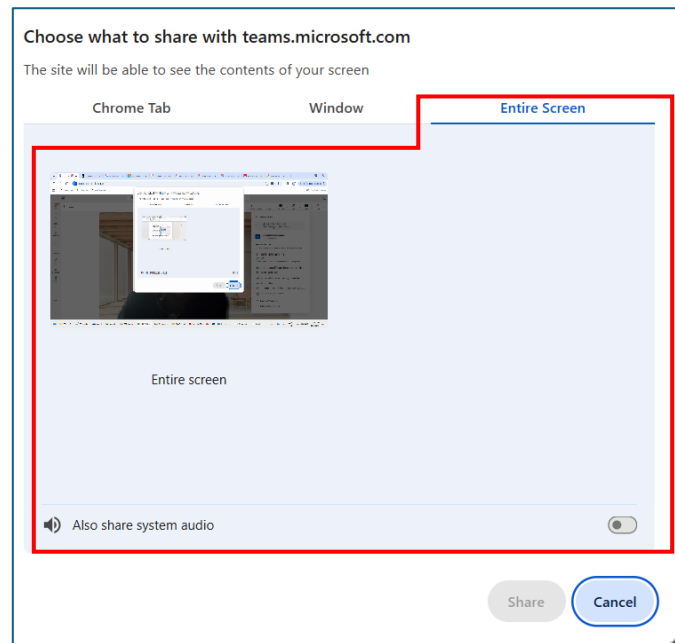 Choose what to share with teams.microsoft.com
The site will be able to see the contents of your screen
Chrome Tab
Window
Entire Screen
Entire screen
Also share system audio
Share
Cancel